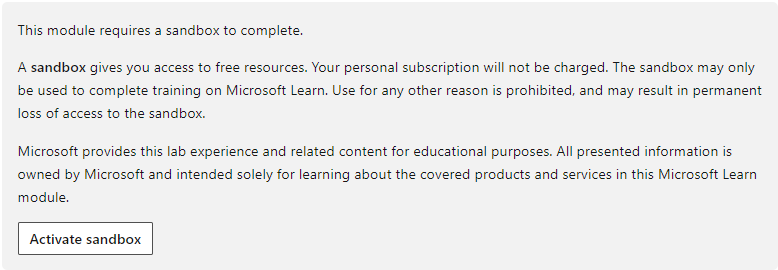 This module requires a sandbox to complete.
A sandbox gives you access to free resources. Your personal subscription will not be charged. The sandbox may only
be used to complete training on Microsoft Learn. Use for any other reason is prohibited, and may result in permanent
loss of access to the sandbox.
Microsoft provides this lab experience and related content for educational purposes. All presented information is
owned by Microsoft and intended solely for learning about the covered products and services in this Microsoft Learn
module.
Activate sandbox